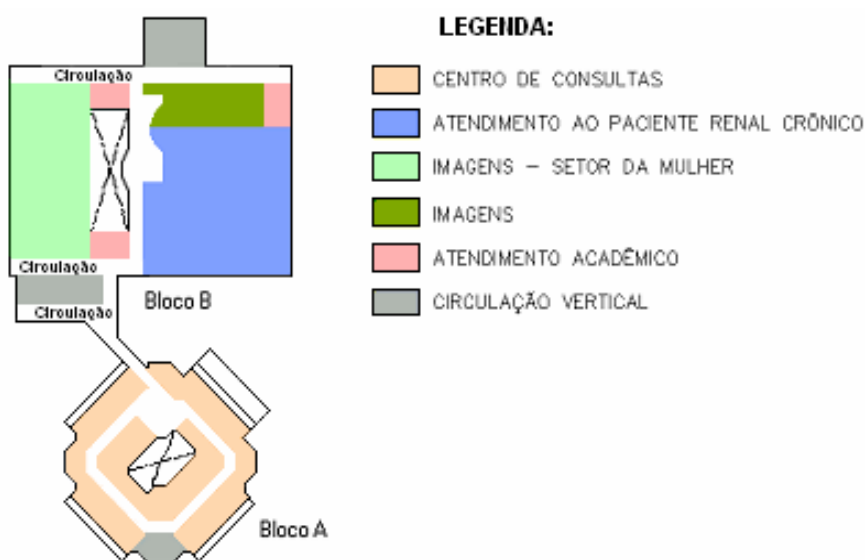 LEGENDA:
Circulação
CENTRO DE CONSULTAS
ATENDIMENTO AO PACIENTE RENAL CRÔNICO
IMAGENS - SETOR DA MULHER
IMAGENS
ATENDIMENTO ACADÊMICO
Circulação
CIRCULAÇÃO VERTICAL
Bloco B
Circulação
Bloco A